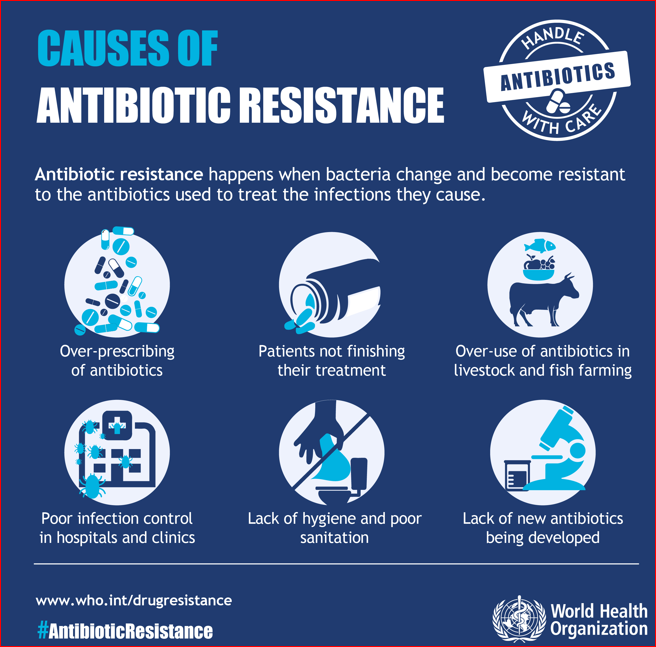 CAUSES OF
ANTIBIOTIC RESISTANCE
HANDLE
ANTIBIOTICS
WITH CARE
Antibiotic resistance happens when bacteria change and become resistant
to the antibiotics used to treat the infections they cause.
Over-prescribing
of antibiotics
Patients not finishing
their treatment
Over-use of antibiotics in
livestock and fish farming
Poor infection control
in hospitals and clinics
Lack of hygiene and poor
sanitation
Lack of new antibiotics
being developed
www.who.int/drugresistance
#AntibioticResistance
World Health
Organization